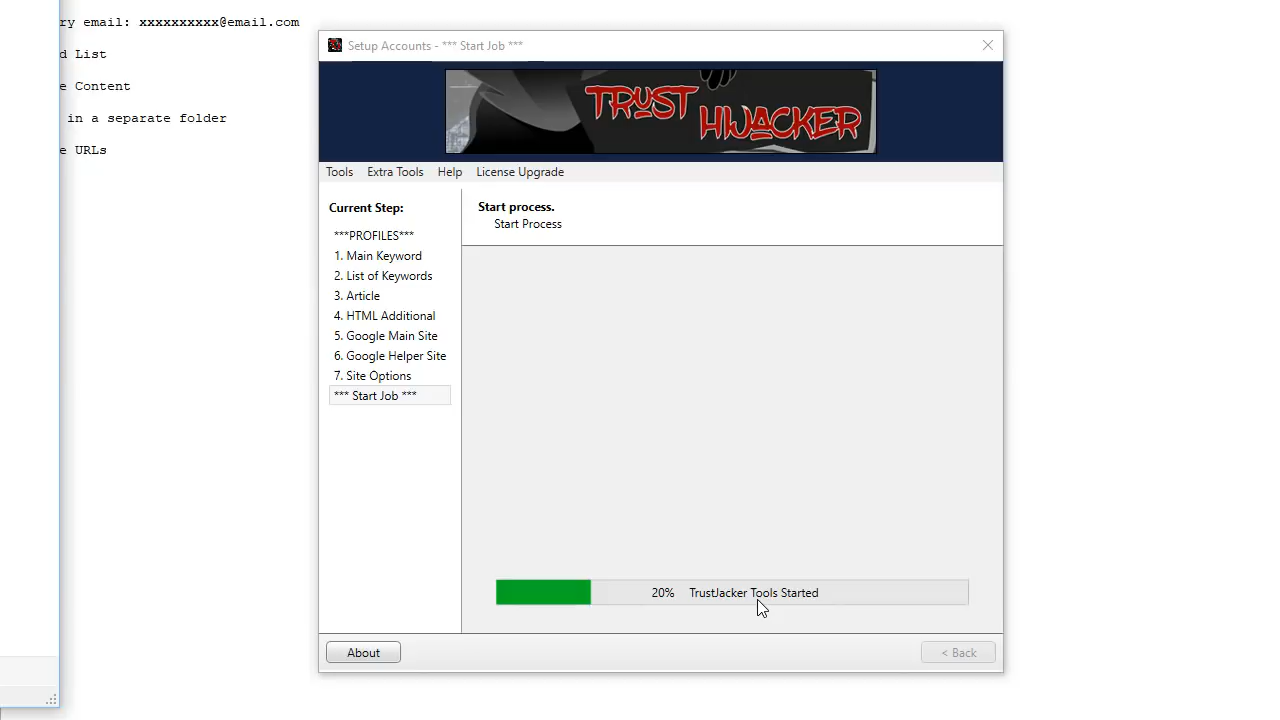 ry email: xxxxxxxxxx@email.com
d List
e Content
in a separate folder
e URLs
Setup Accounts - *** Start Job ***
TRUST
HIJACKER
Tools Extra Tools Help License Upgrade
Current Step:
***PROFILES***
1. Main Keyword
2. List of Keywords
3. Article
4. HTML Additional
5. Google Main Site
6. Google Helper Site
7. Site Options
*** Start Job ***
Start process.
Start Process
20% TrustJacker Tools Started
About
< Back